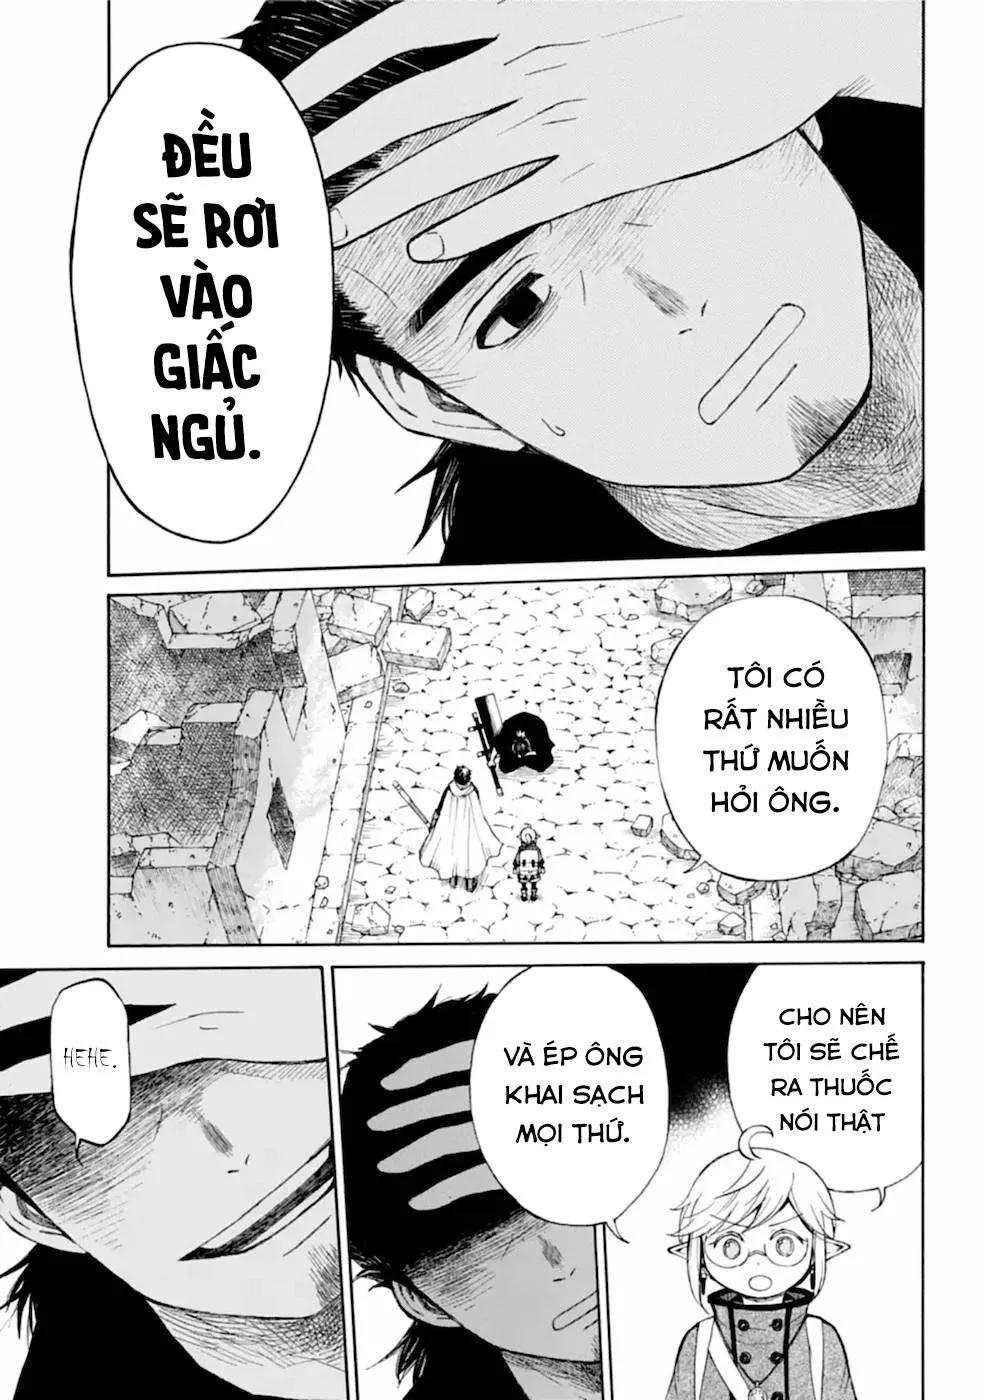 ĐỀU
SẼ RƠI
VÀO
GIẤC
NGỦ.
TÔI CÓ
RẤT NHIỀU
THỨ MUỐN
HỎI ÔNG.
CHO NÊN
TÔI SẼ CHẾ
RA THUỐC
NÓI THẬT
VÀ ÉP ÔNG
KHAI SẠCH
MỌI THỨ.
HEHE.